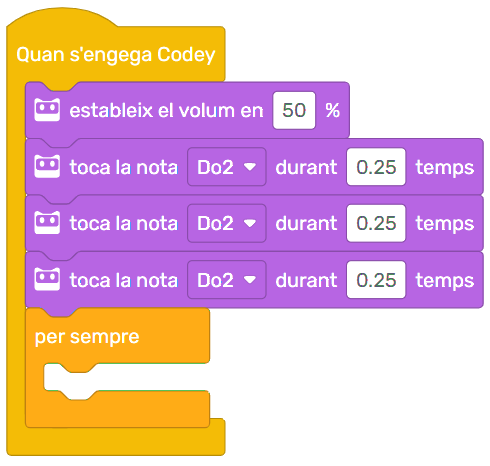 Quan s'engega Codey
estableix el volum en 50 %
toca la nota Do2 durant 0.25 temps
toca la nota Do2 durant 0.25 temps
toca la nota Do2 durant 0.25 temps
per sempre